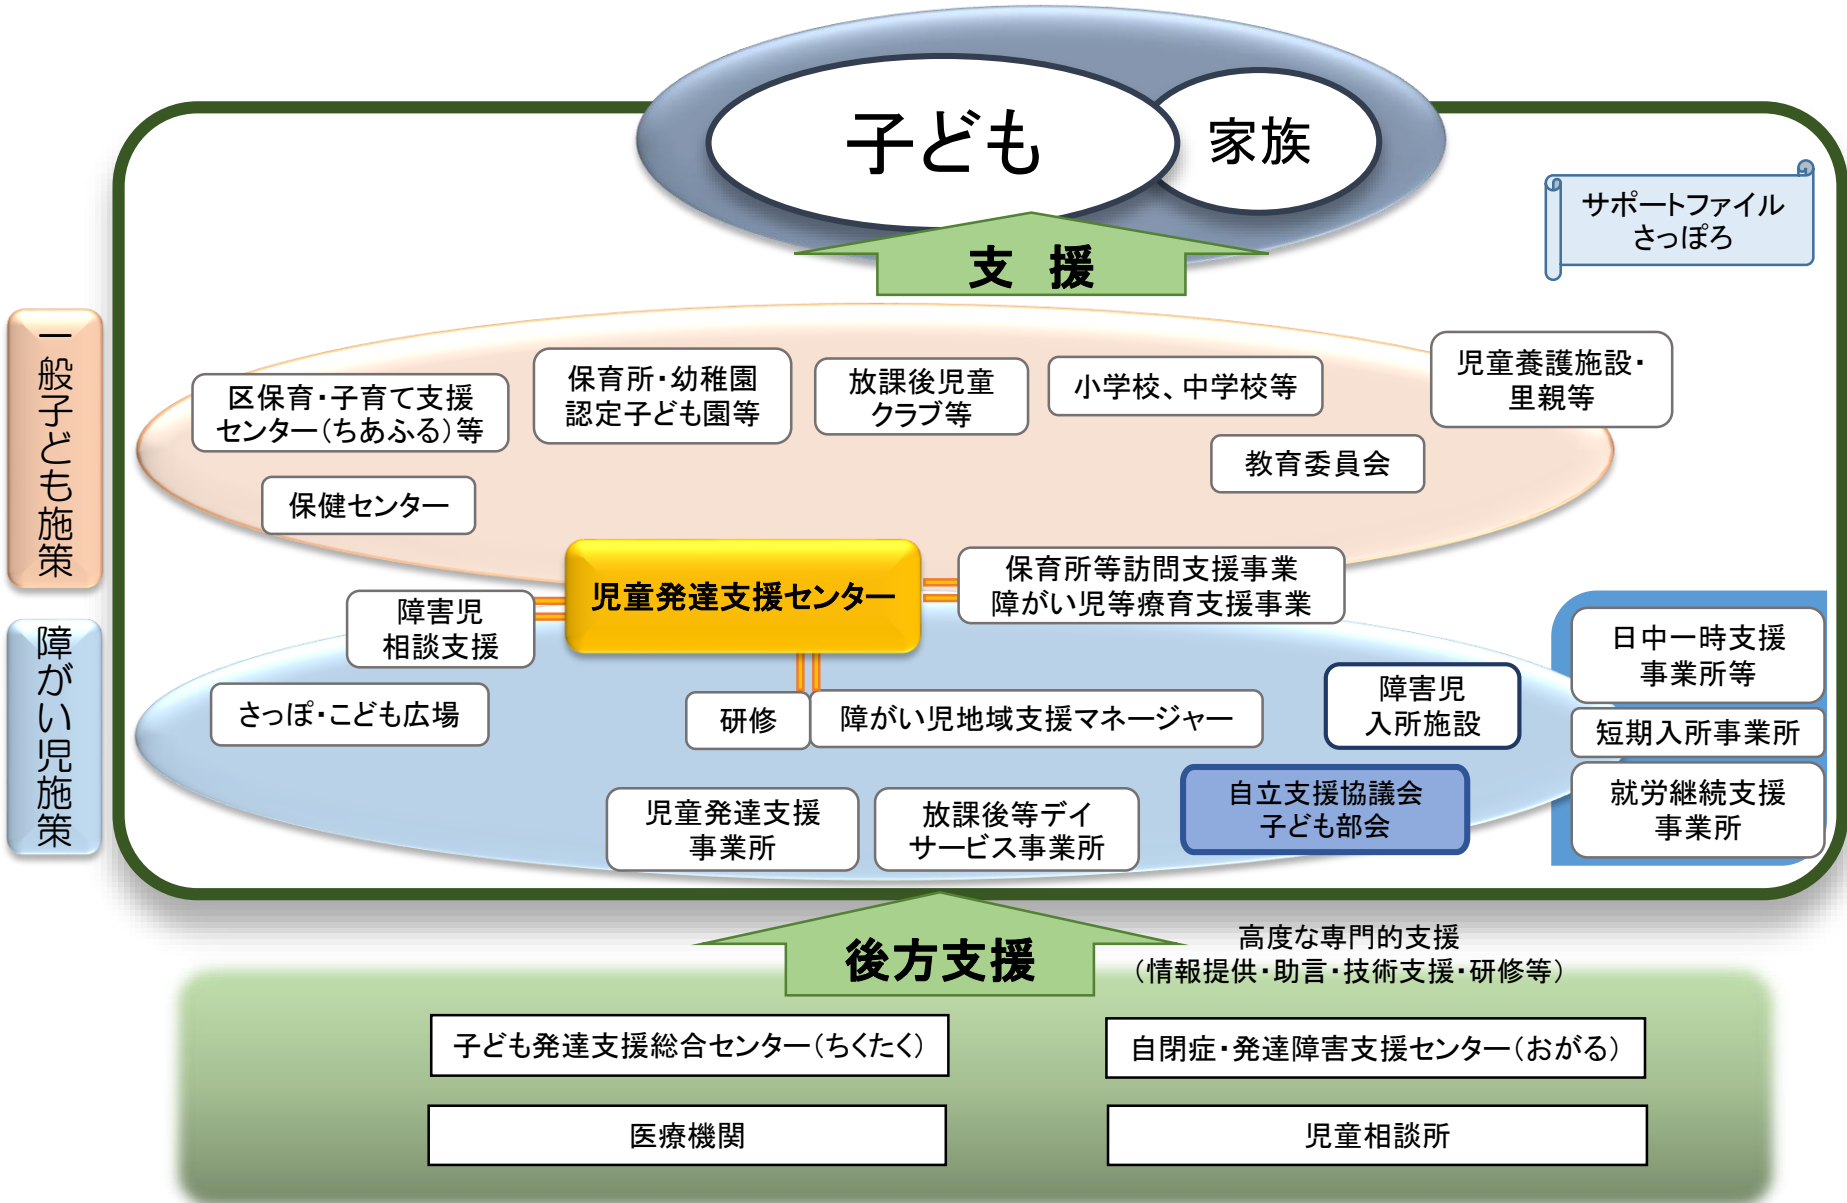 子ども
家族
サポートファイル
さっぽろ
支 援
一般子ども施策
区保育・子育て支援
センター(ちあふる)等
保育所・幼稚園
認定子ども園等
放課後児童
クラブ等
小学校、中学校等
児童養護施設・
里親等
教育委員会
保健センター
児童発達支援センター
保育所等訪問支援事業
障がい児等療育支援事業
障害児
相談支援
障がい児施策
さっぽ・こども広場
研修
障がい児地域支援マネージャー
障害児
入所施設
日中一時支援
事業所等
短期入所事業所
就労継続支援
事業所
児童発達支援
事業所
放課後等デイ
サービス事業所
自立支援協議会
子ども部会
後方支援
高度な専門的支援
(情報提供・助言・技術支援・研修等)
子ども発達支援総合センター(ちくたく)
自閉症・発達障害支援センター(おがる)
医療機関
児童相談所